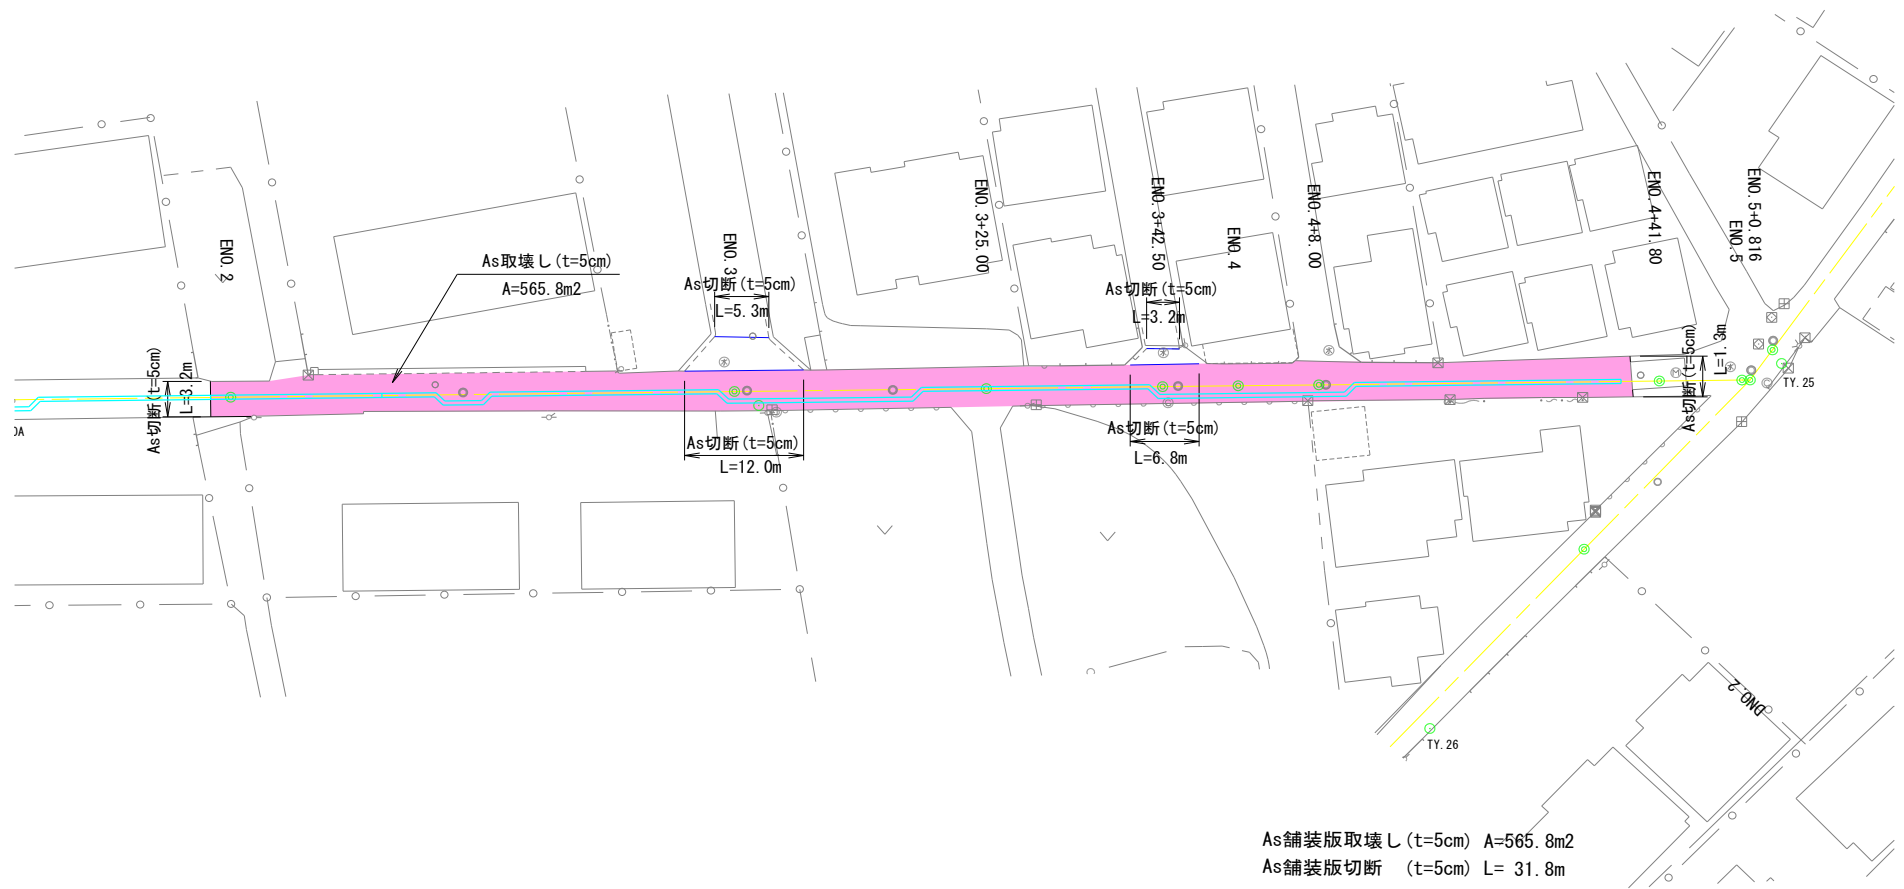 ENO.2
As取壊し(t=5cm)
A=565.8m2
ENO.3
As切断(t=5cm)
L=5.3m
ENO.3+25.00
ENO.3+42.50
As切断(t=5cm)
L=3.2m
ENO.4
ENO.4+8.00
ENO.4+41.80
ENO.5
ENO.5+0.816
As切断(t=5cm)
L=3.2m
As切断(t=5cm)
L=1.3m
TY.25
0A
As切断(t=5cm)
L=12.0m
As切断(t=5cm)
L=6.8m
DNO.2
TY.26
As舗装版取壊し(t=5cm) A=565.8m2
As舗装版切断 (t=5cm) L= 31.8m